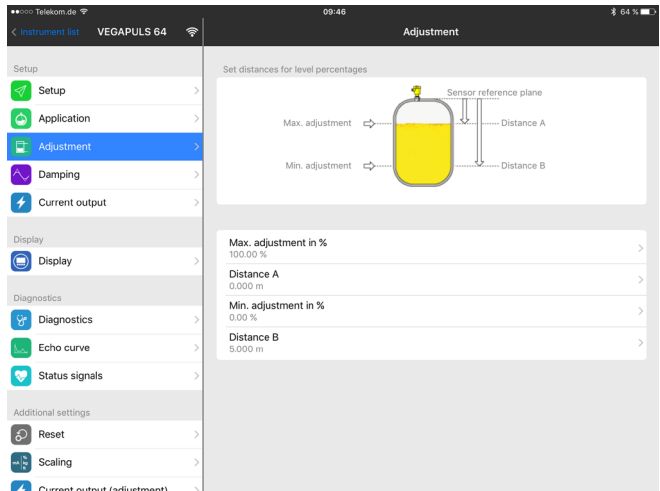 Telekom.de
09:46
64 %
Instrument list
VEGAPULS 64
Adjustment
Setup
Setup
Application
Adjustment
Damping
Current output
Display
Display
Diagnostics
Diagnostics
Echo curve
Status signals
Additional settings
Reset
Scaling
Current output (adjustment)
Set distances for level percentages
Sensor reference plane
Max. adjustment
Distance A
Min. adjustment
Distance B
Max. adjustment in %
100.00 %
Distance A
0.000 m
Min. adjustment in %
0.00 %
Distance B
5.000 m